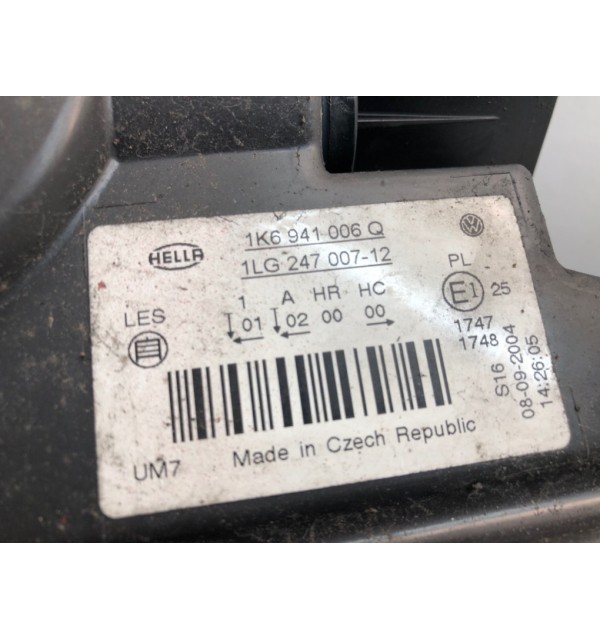 HELLA
1K6 941 006 Q
1LG 247 007-12
VW
PL
E1 25
1747
1748
LES
1 A HR HC
01 02 00 00
S16
08-09-2004
14:26:05
UM7
Made in Czech Republic